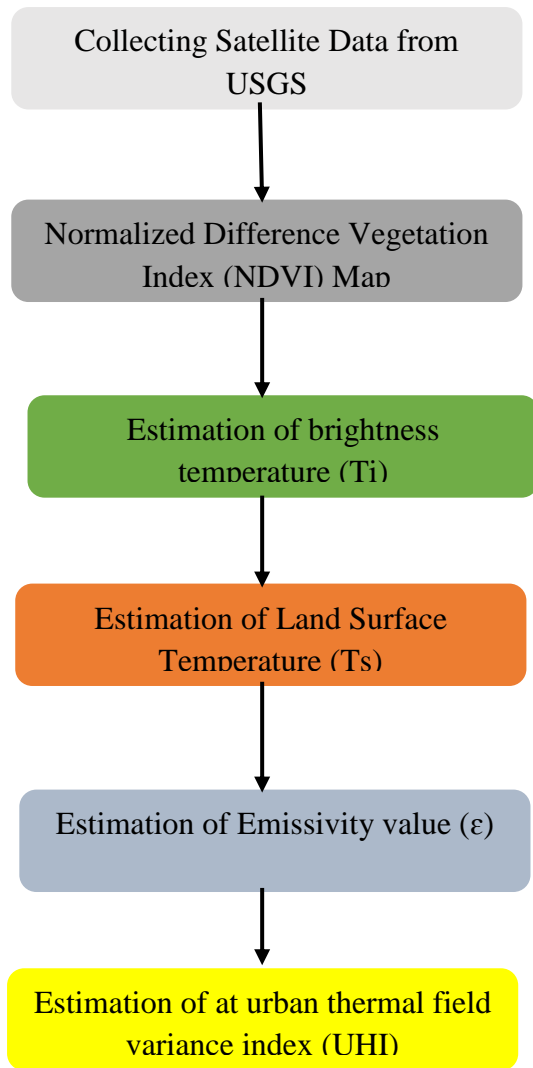 Collecting Satellite Data from
USGS
Normalized Difference Vegetation
Index (NDVI) Map
Estimation of brightness
temperature (Ti)
Estimation of Land Surface
Temperature (Ts)
Estimation of Emissivity value (ε)
Estimation of at urban thermal field
variance index (UHI)